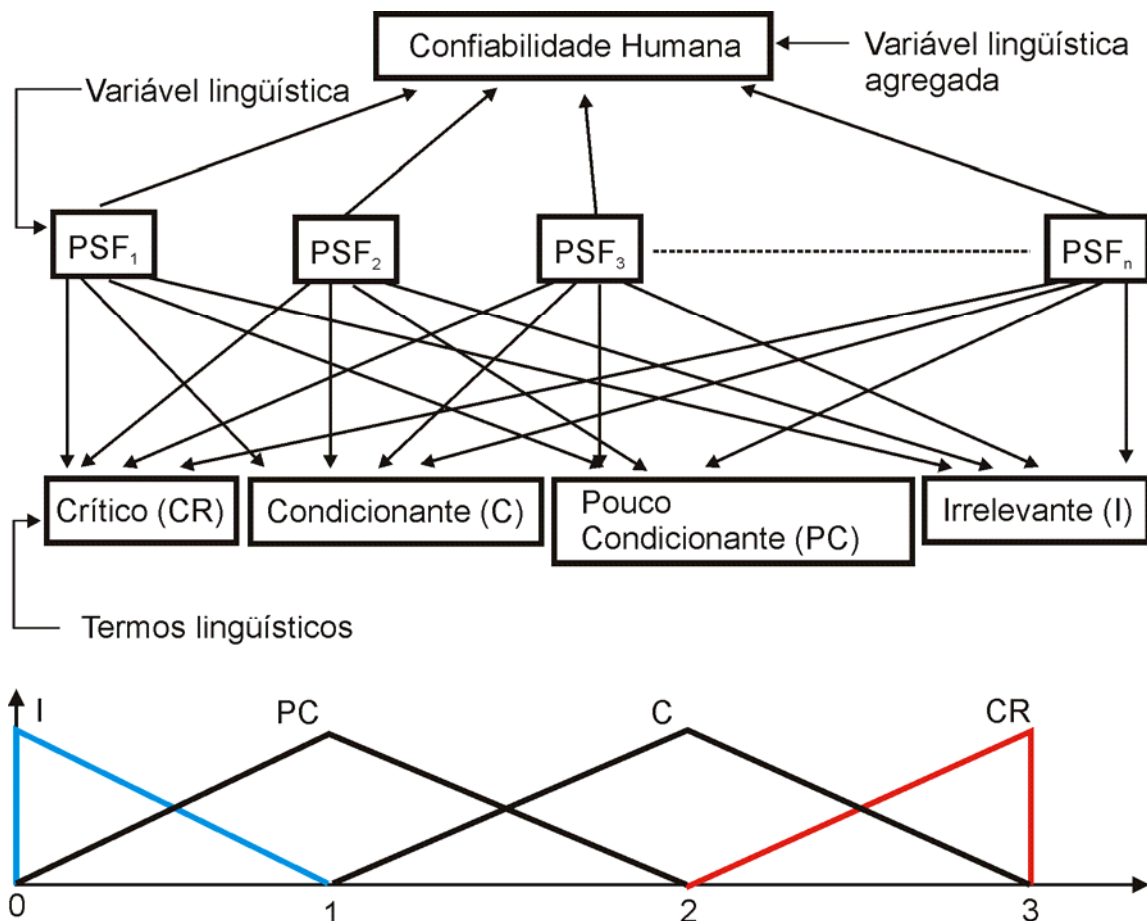 Confiabilidade Humana
Variável lingüística
agregada
Variável lingüística
PSF1
PSF2
PSF3
PSFn
Crítico (CR)
Condicionante (C)
Pouco
Condicionante (PC)
Irrelevante (I)
Termos lingüísticos
I
PC
C
CR
0
1
2
3